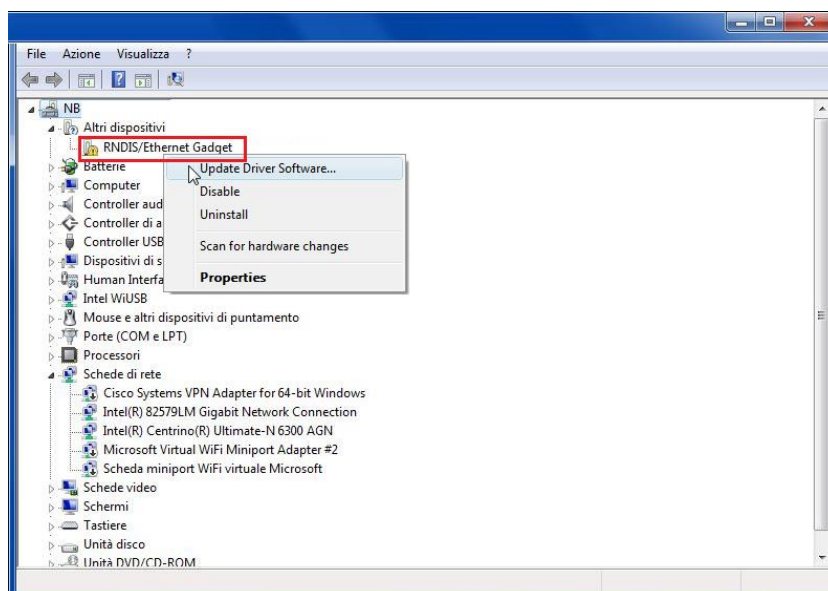 File Azione Visualizza ?
NB
Altri dispositivi
RNDIS/Ethernet Gadget
Batterie
Update Driver Software...
Computer
Disable
Controller aud
Controller di a
Uninstall
Controller USB
Scan for hardware changes
Dispositivi di s
Human Interfa
Properties
Intel WiUSB
Mouse e altri dispositivi di puntamento
Porte (COM e LPT)
Processori
Schede di rete
Cisco Systems VPN Adapter for 64-bit Windows
Intel(R) 82579LM Gigabit Network Connection
Intel(R) Centrino(R) Ultimate-N 6300 AGN
Microsoft Virtual WiFi Miniport Adapter #2
Scheda miniport WiFi virtuale Microsoft
Schede video
Schermi
Tastiere
Unità disco
Unità DVD/CD-ROM